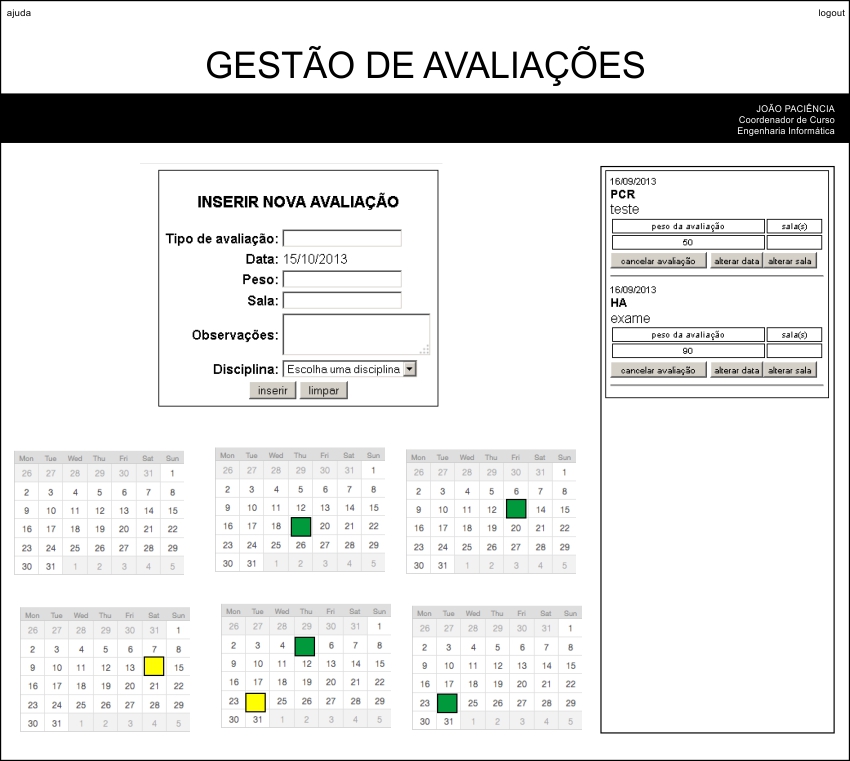 ajuda
logout
GESTÃO DE AVALIAÇÕES
JOÃO PACIÊNCIA
Coordenador de Curso
Engenharia Informática
INSERIR NOVA AVALIAÇÃO
Tipo de avaliação:
Data: 15/10/2013
Peso:
Sala:
Observações:
Disciplina: Escolha uma disciplina
inserir limpar
16/09/2013
PCR
teste
peso da avaliação sala(s)
50
cancelar avaliação alterar data alterar sala
16/09/2013
HA
exame
peso da avaliação sala(s)
90
cancelar avaliação alterar data alterar sala
Mon Tue Wed Thu Fri Sat Sun
26 27 28 29 30 31 1
2 3 4 5 6 7 8
9 10 11 12 13 14 15
16 17 18 19 20 21 22
23 24 25 26 27 28 29
30 31 1 2 3 4 5
Mon Tue Wed Thu Fri Sat Sun
26 27 28 29 30 31 1
2 3 4 5 6 7 8
9 10 11 12 13 14 15
16 17 18 20 21 22
23 24 25 26 27 28 29
30 31 1 2 3 4 5
Mon Tue Wed Thu Fri Sat Sun
26 27 28 29 30 31 1
2 3 4 5 6 7 8
9 10 11 12 14 15
16 17 18 19 20 21 22
23 24 25 26 27 28 29
30 31 1 2 3 4 5
Mon Tue Wed Thu Fri Sat Sun
26 27 28 29 30 31 1
2 3 4 5 6 7 8
9 10 11 12 13 15
16 17 18 19 20 21 22
23 24 25 26 27 28 29
30 31 1 2 3 4 5
Mon Tue Wed Thu Fri Sat Sun
26 27 28 29 30 31 1
2 3 4 6 7 8
9 10 11 12 13 14 15
16 17 18 19 20 21 22
23 25 26 27 28 29
30 31 1 2 3 4 5
Mon Tue Wed Thu Fri Sat Sun
26 27 28 29 30 31 1
2 3 4 5 6 7 8
9 10 11 12 13 14 15
16 17 18 19 20 21 22
23 25 26 27 28 29
30 31 1 2 3 4 5